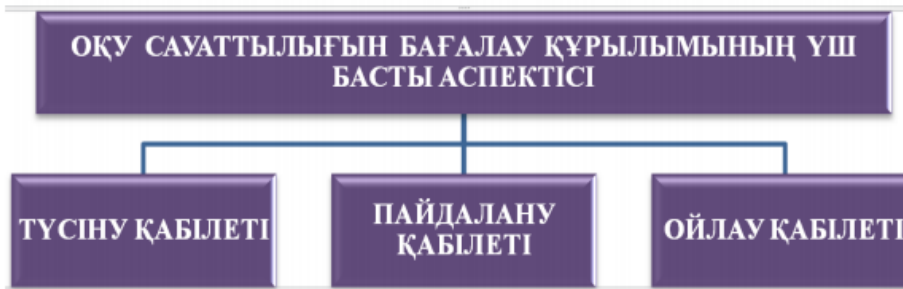 ОҚУ САУАТТЫЛЫҒЫН БАҒАЛАУ ҚҰРЫЛЫМЫНЫҢ ҮШ
БАСТЫ АСПЕКТІСІ
ТҮСІНУ ҚАБІЛЕТІ
ПАЙДАЛАНУ
ҚАБІЛЕТІ
ОЙЛАУ ҚАБІЛЕТІ